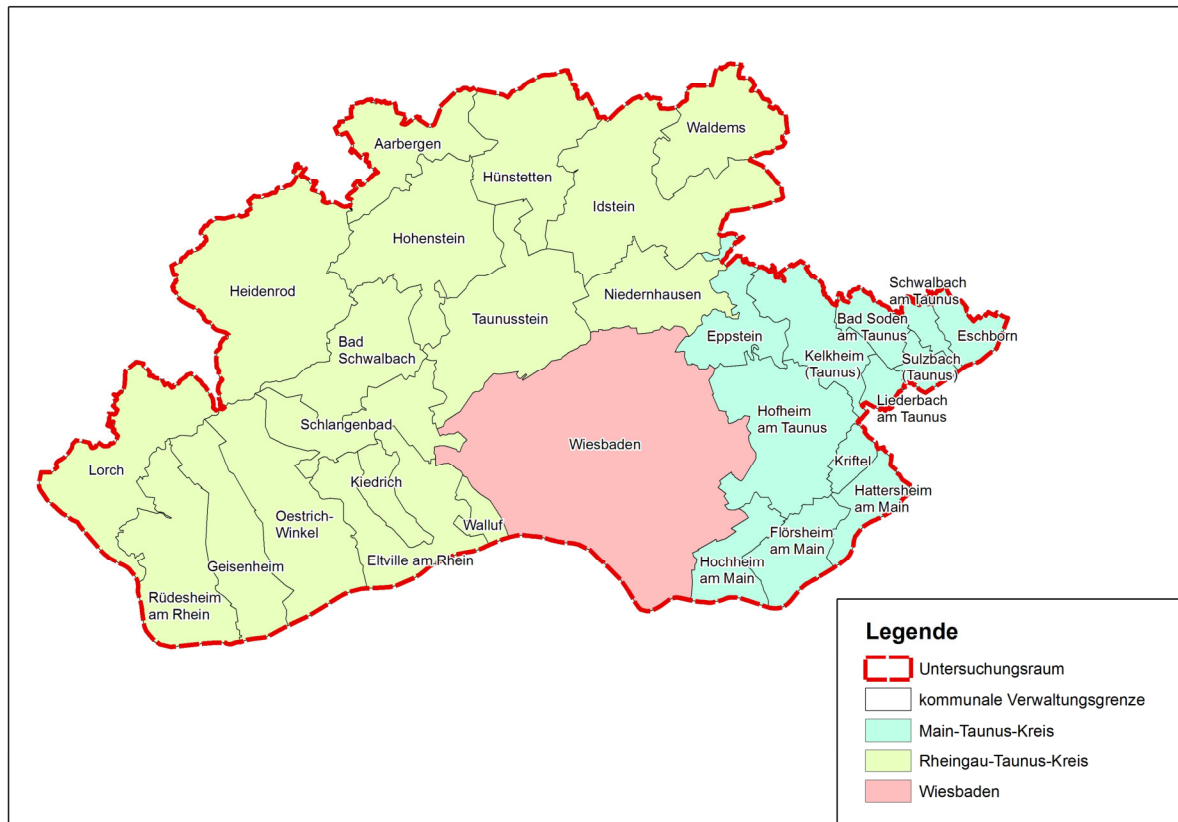 Waldems
Aarbergen
Hünstetten
Idstein
Hohenstein
Heidenrod
Niedernhausen
Taunusstein
Schwalbach
am Taunus
Bad Soden
am Taunus
Eschborn
Eppstein
Bad
Schwalbach
Kelkheim
(Taunus)
Sulzbach
(Taunus)
Liederbach
am Taunus
Schlangenbad
Hofheim
am Taunus
Wiesbaden
Lorch
Kriftel
Kiedrich
Hattersheim
am Main
Oestrich-
Winkel
Walluf
Flörsheim
am Main
Eltville am Rhein
Geisenheim
Hochheim
am Main
Rüdesheim
am Rhein
Legende
Untersuchungsraum
kommunale Verwaltungsgrenze
Main-Taunus-Kreis
Rheingau-Taunus-Kreis
Wiesbaden